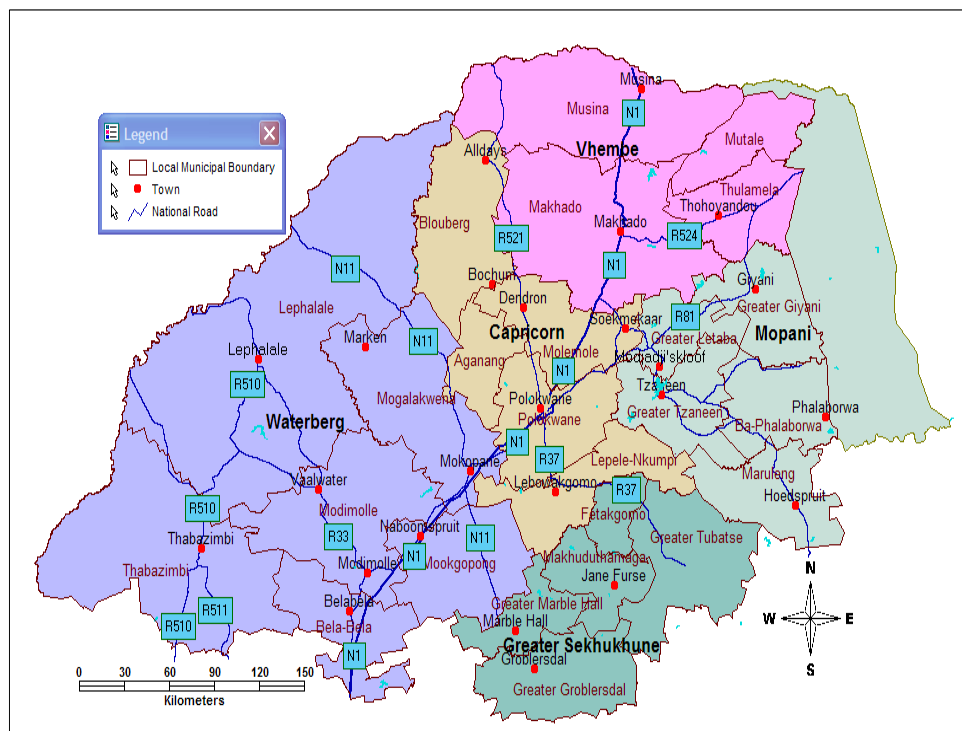 Legend
Local Municipal Boundary
Town
National Road
Musina
Musina
N1
Vhembe
Mutale
Alldays
Thulamela
Makhado
Thohoyandou
Blouberg
Makhado
R524
R521
N1
N11
Bochum
Giyani
Lephalale
Dendron
Greater Giyani
Soekmekaar
R81
Capricorn
Mopani
Marken
N11
Greater Letaba
Lephalale
Aganang
Molemole
Modjadji'skloof
N1
R510
Tzaneen
Mogalakwena
Polokwane
Greater Tzaneen
Phalaborwa
Waterberg
Polokwane
Ba-Phalaborwa
N1
Mokopane
R37
Lepele-Nkumpi
Maruleng
Vaalwater
Lebowakgomo
R37
Hoedspruit
R510
Modimolle
Fetakgomo
Thabazimbi
R33
Naboomspruit
N11
Greater Tubatse
N1
Mookgopong
Makhuduthamaga
Thabazimbi
Modimolle
Jane Furse
R511
Belabela
Greater Marble Hall
R510
Bela-Bela
Marble Hall
Greater Sekhukhune
N1
Groblersdal
Greater Groblersdal
N
W
E
S
0 30 60 90 120 150
Kilometers